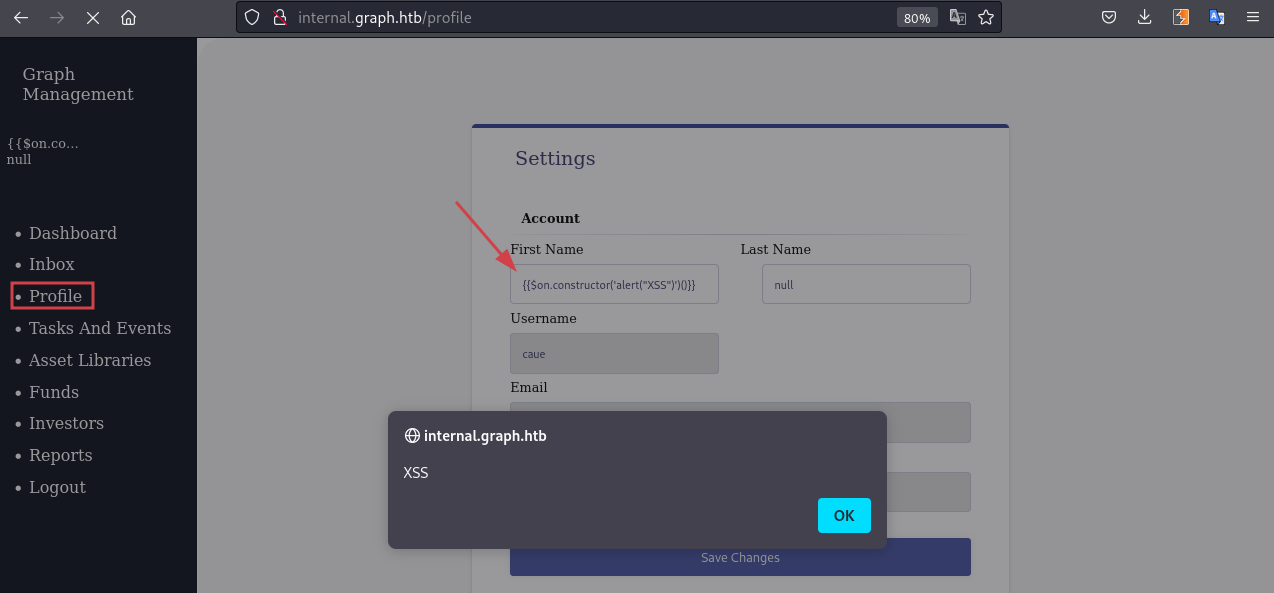 internal.graph.htb/profile
80%
Graph
Management
{{$on.co...
null
Dashboard
Inbox
Profile
Tasks And Events
Asset Libraries
Funds
Investors
Reports
Logout
Settings
Account
First Name Last Name
{{$on.constructor('alert("XSS")')()}} null
Username
caue
Email
internal.graph.htb
XSS
OK
Save Changes